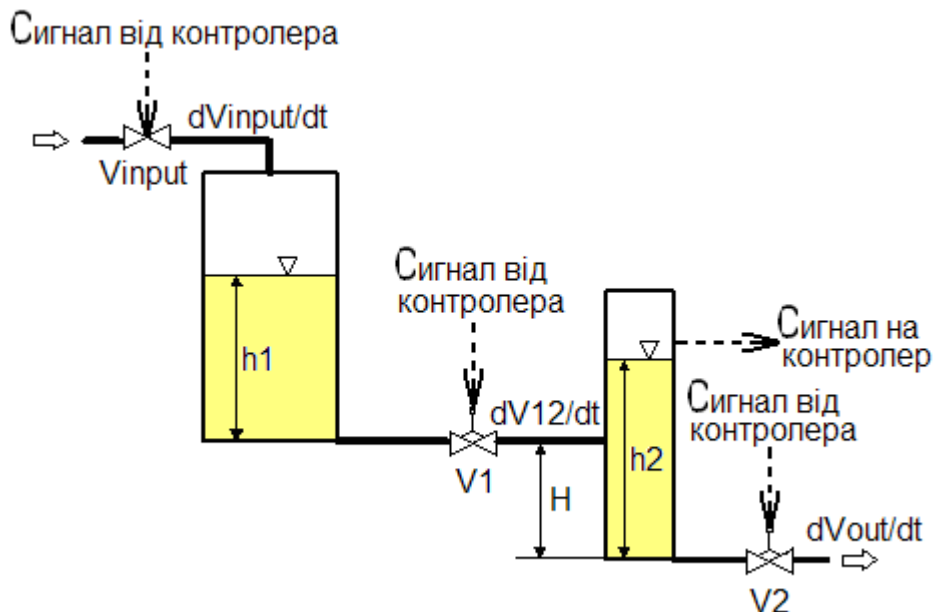 Сигнал від контролера
dVinput/dt
Vinput
Сигнал від
контролера
Сигнал на
контролер
h1
Сигнал від
контролера
dV12/dt
h2
V1
H
dVout/dt
V2